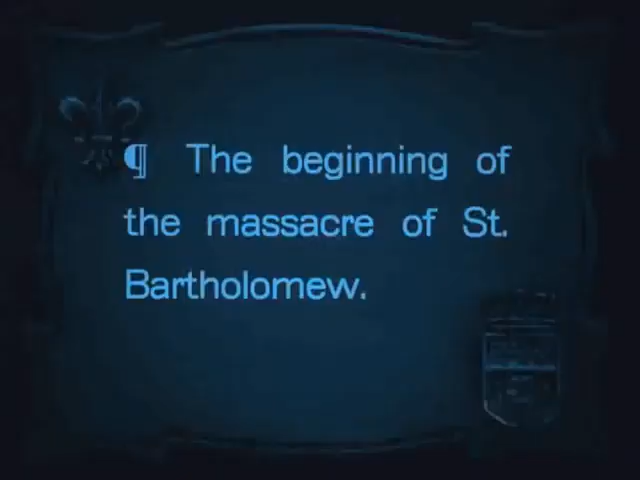 ¶ The beginning of
the massacre of St.
Bartholomew.